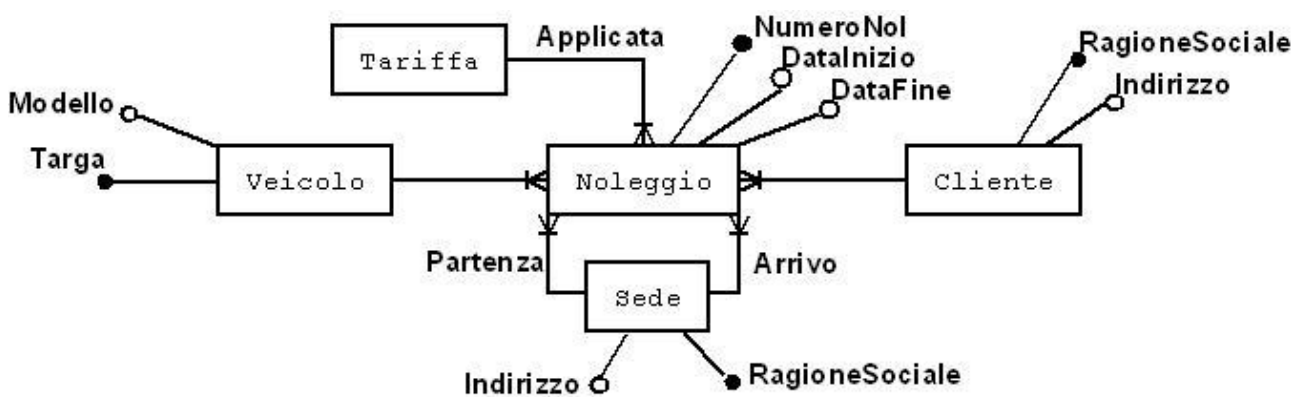 Applicata
NumeroNol
RagioneSociale
Tariffa
DataInizio
Indirizzo
DataFine
Modello
Targa
Veicolo
Noleggio
Cliente
Partenza
Arrivo
Sede
Indirizzo
RagioneSociale